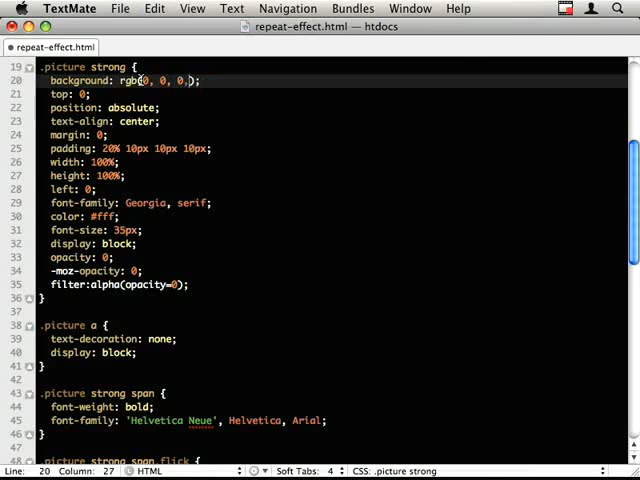 TextMate File Edit View Text Navigation Bundles Window Help
repeat-effect.html — htdocs
repeat-effect.html
19 .picture strong {
20 background: rgb(0, 0, 0,);
21 top: 0;
22 position: absolute;
23 text-align: center;
24 margin: 0;
25 padding: 20% 10px 10px 10px;
26 width: 100%;
27 height: 100%;
28 left: 0;
29 font-family: Georgia, serif;
30 color: #fff;
31 font-size: 35px;
32 display: block;
33 opacity: 0;
34 -moz-opacity: 0;
35 filter:alpha(opacity=0);
36 }
37
38 .picture a {
39 text-decoration: none;
40 display: block;
41 }
42
43 .picture strong span {
44 font-weight: bold;
45 font-family: 'Helvetica Neue', Helvetica, Arial;
46 }
47
48 .picture strong span.flick {
Line: 20 Column: 27 HTML Soft Tabs: 4 CSS: .picture strong